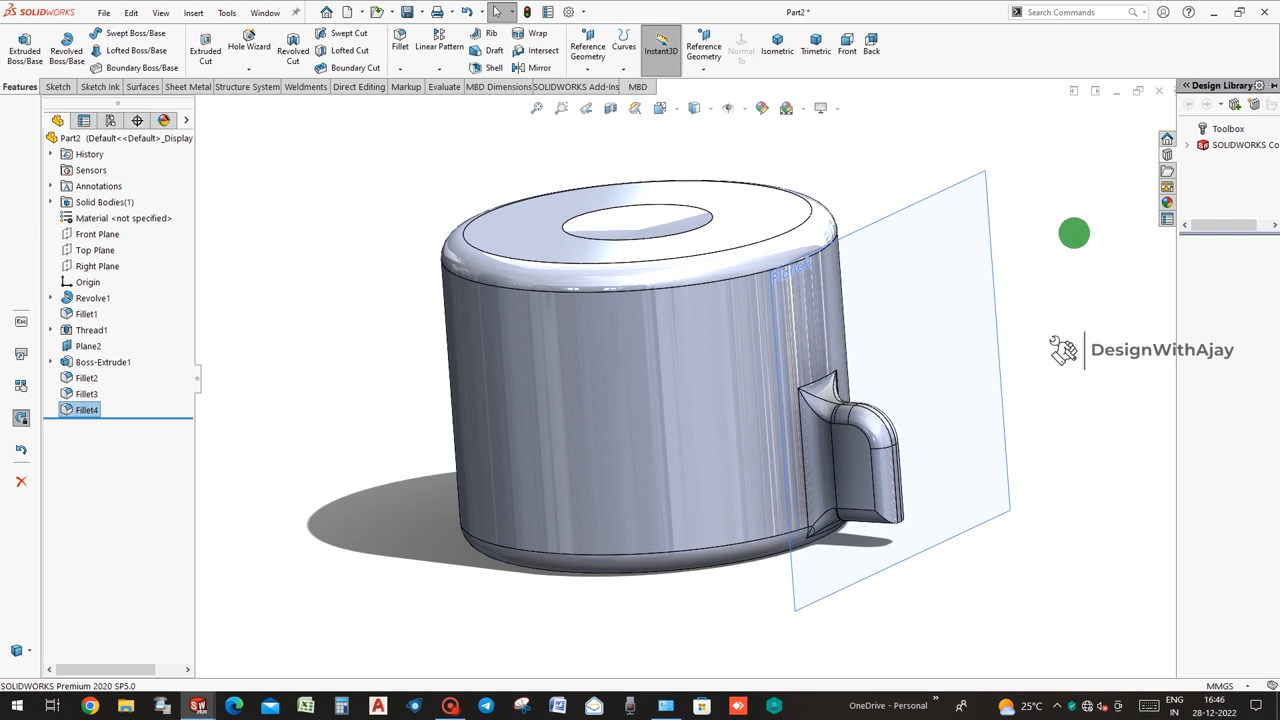 SOLIDWORKS File Edit View Insert Tools Window Part2 * Search Commands
Extruded Boss/Base
Revolved Boss/Base
Swept Boss/Base
Lofted Boss/Base
Boundary Boss/Base
Extruded Cut
Hole Wizard
Revolved Cut
Swept Cut
Lofted Cut
Boundary Cut
Fillet
Linear Pattern
Rib
Draft
Shell
Wrap
Intersect
Mirror
Reference Geometry
Curves
Instant3D
Reference Geometry
Normal To
Isometric
Trimetric
Front
Back
Features Sketch Sketch Ink Surfaces Sheet Metal Structure System Weldments Direct Editing Markup Evaluate MBD Dimensions SOLIDWORKS Add-Ins MBD
Design Library
Toolbox
SOLIDWORKS Co
Part2 (Default<<Default>_Display
History
Sensors
Annotations
Solid Bodies(1)
Material <not specified>
Front Plane
Top Plane
Right Plane
Origin
Revolve1
Fillet1
Thread1
Plane2
Boss-Extrude1
Fillet2
Fillet3
Fillet4
Plane2
DesignWithAjay
SOLIDWORKS Premium 2020 SP5.0
MMGS
OneDrive - Personal
25°C
ENG
IN
16:46
28-12-2022